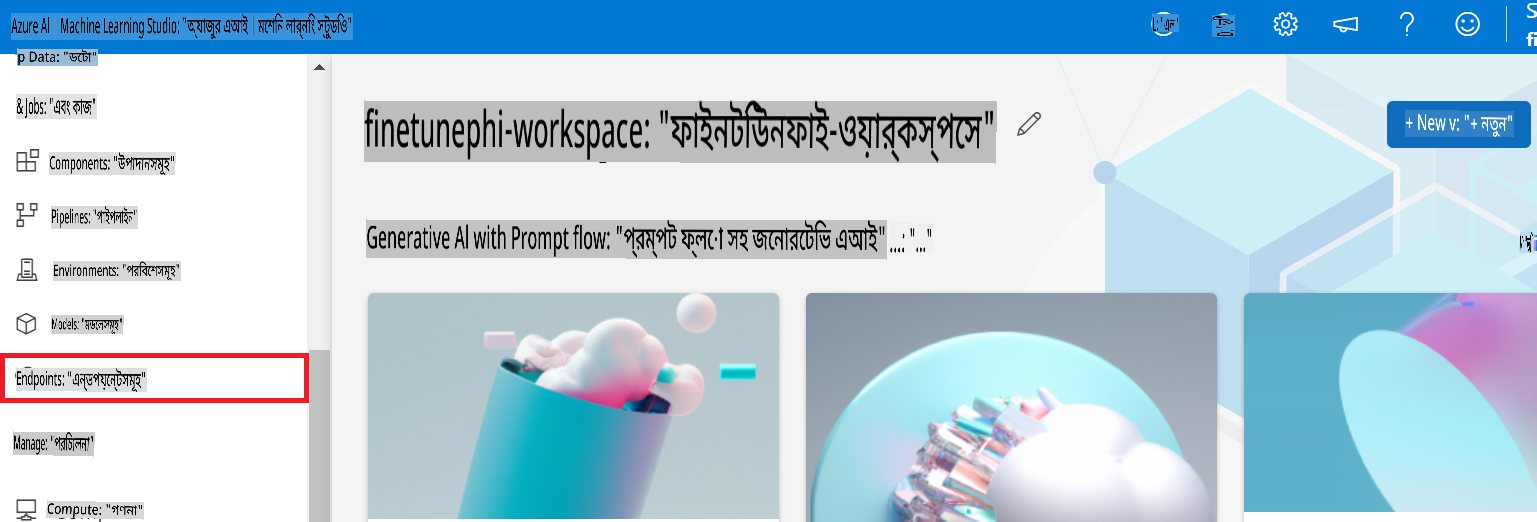 Azure AI | Machine Learning Studio: "অ্যাজুর এআই | মেশিন লার্নিং স্টুডিও"
p Data: "ডেটা"
& Jobs: "এবং কাজ"
Components: "উপাদানসমূহ"
Pipelines: "পাইপলাইন"
Environments: "পরিবেশসমূহ"
Models: "মডেলসমূহ"
Endpoints: "এন্ডপয়েন্টসমূহ"
Manage: "পরিচালনা"
Compute: "গণনা"
finetunephi-workspace: "ফাইনটিউনফাই-ওয়ার্কস্পেস"
+ New v: "+ নতুন"
Generative AI with Prompt flow: "প্রম্পট ফ্লো সহ জেনারেটিভ এআই" ...: "..."